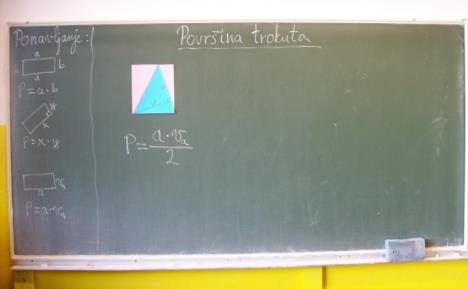 Ponavljanje:
a
b b
a
P=a·b
y
x
P=x·y
va
a
P=a·va
Površina trokuta
P=a·va/2